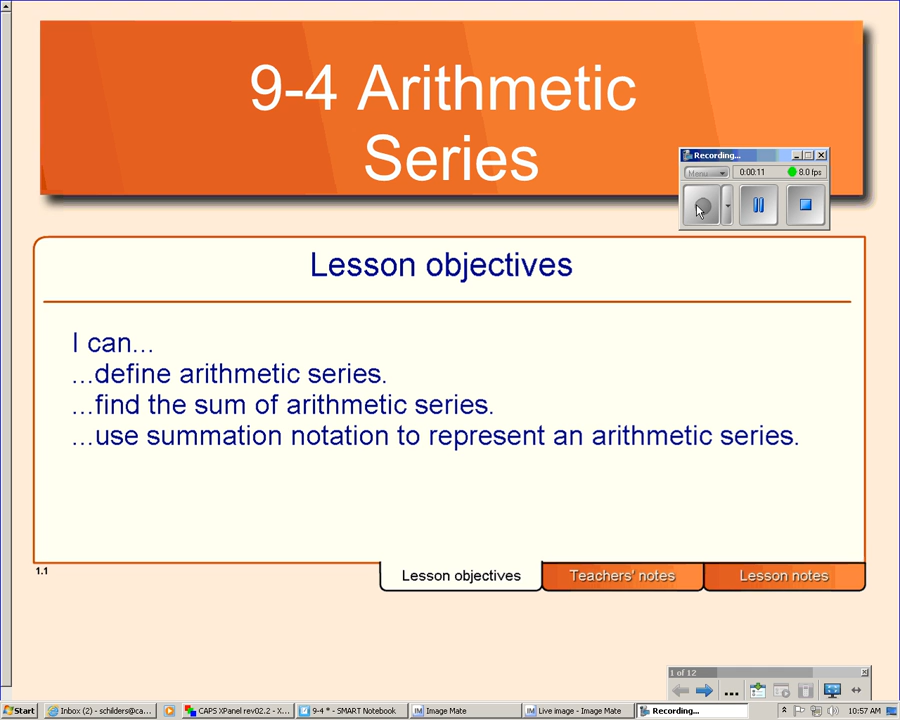 9-4 Arithmetic
Series
Recording...
Menu
0:00:11
8.0 fps
Lesson objectives
I can...
...define arithmetic series.
...find the sum of arithmetic series.
...use summation notation to represent an arithmetic series.
1.1
Lesson objectives
Teachers' notes
Lesson notes
1 of 12
Start
Inbox (2) - schilders@ca...
CAPS XPanel rev02.2 - X...
9-4 * - SMART Notebook
Image Mate
Live image - Image Mate
Recording...
10:57 AM